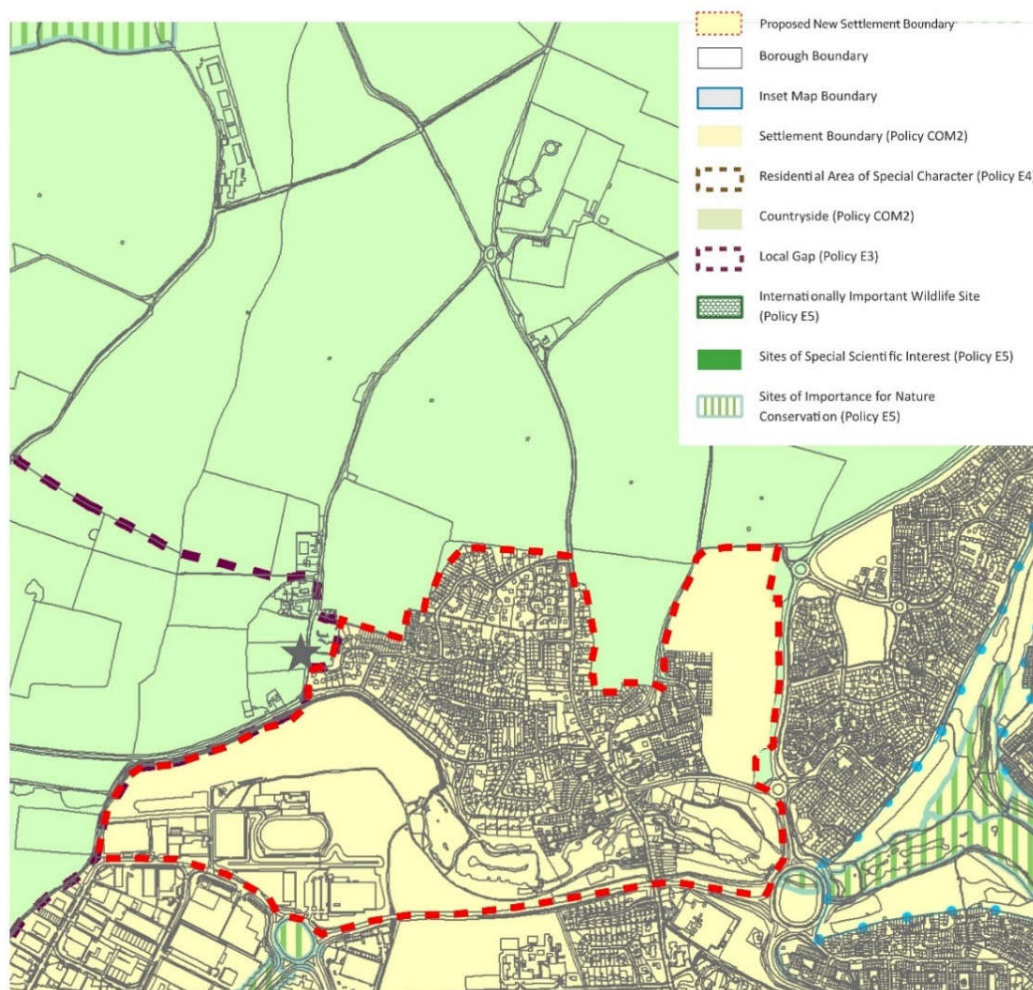 Proposed New Settlement Boundary
Borough Boundary
Inset Map Boundary
Settlement Boundary (Policy COM2)
Residential Area of Special Character (Policy E4)
Countryside (Policy COM2)
Local Gap (Policy E3)
Internationally Important Wildlife Site
(Policy E5)
Sites of Special Scientific Interest (Policy E5)
Sites of Importance for Nature
Conservation (Policy E5)